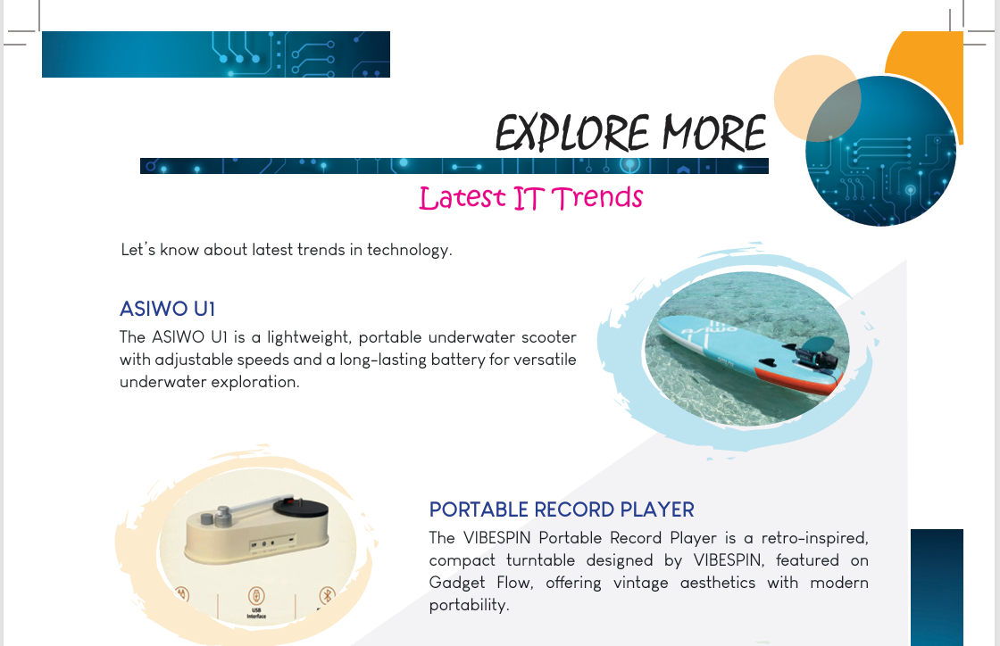 EXPLORE MORE
Latest IT Trends
Let's know about latest trends in technology.
ASIWO U1
The ASIWO U1 is a lightweight, portable underwater scooter
with adjustable speeds and a long-lasting battery for versatile
underwater exploration.
ASIWO
PORTABLE RECORD PLAYER
The VIBESPIN Portable Record Player is a retro-inspired,
compact turntable designed by VIBESPIN, featured on
Gadget Flow, offering vintage aesthetics with modern
portability.
USB
Interface